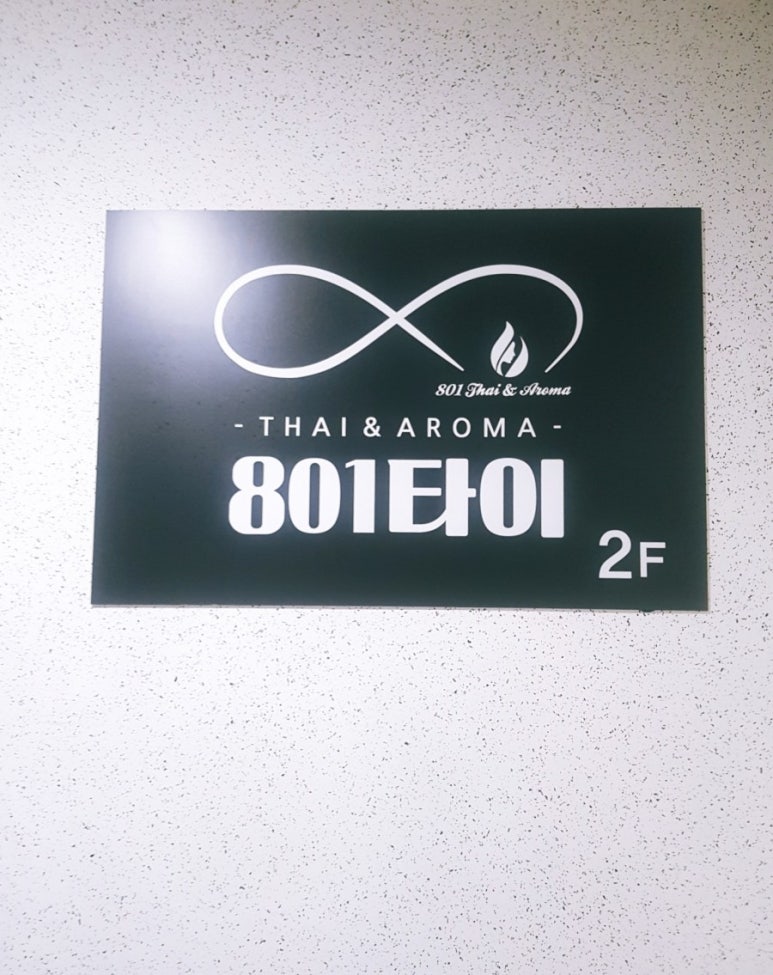 801 Thai & Aroma
- THAI & AROMA -
801타이
2F